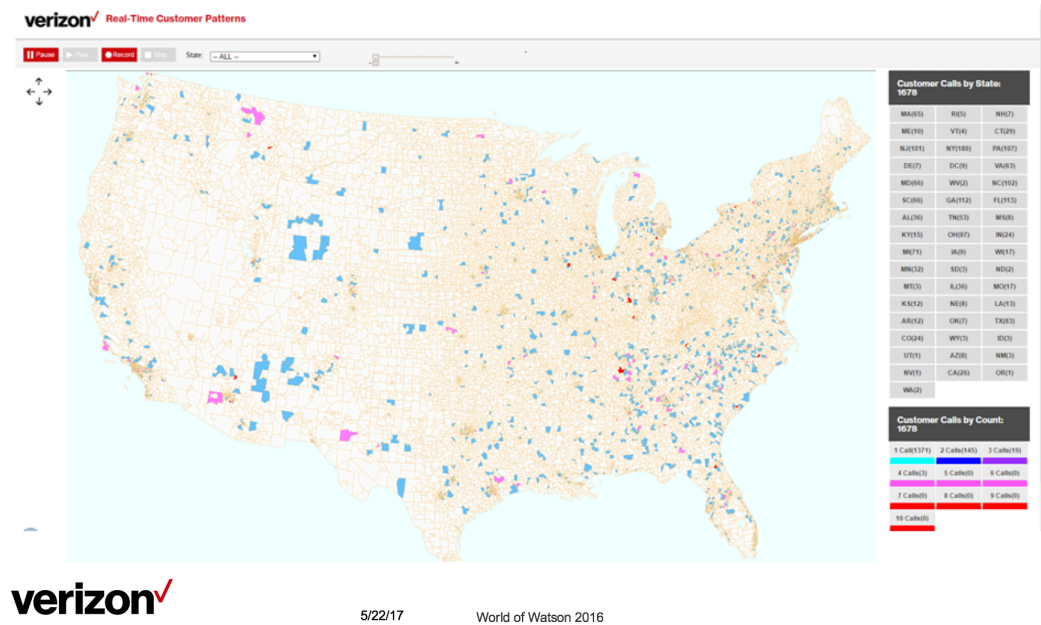 verizon Real-Time Customer Patterns
Pause Play Record Stop State: -- ALL --
Customer Calls by State:
1678
MA(65) RI(5) NH(7)
ME(10) VT(4) CT(29)
NJ(101) NY(180) PA(107)
DE(7) DC(9) VA(63)
MD(66) WV(2) NC(102)
SC(66) GA(112) FL(113)
AL(36) TN(53) MS(8)
KY(15) OH(97) IN(24)
MI(71) IA(9) WI(17)
MN(32) SD(3) ND(2)
MT(3) IL(36) MO(17)
KS(12) NE(8) LA(13)
AR(12) OK(7) TX(83)
CO(24) WY(3) ID(3)
UT(1) AZ(8) NM(3)
NV(1) CA(26) OR(1)
WA(2)
Customer Calls by Count:
1678
1 Call(1371) 2 Calls(145) 3 Calls(19)
4 Calls(3) 5 Calls(0) 6 Calls(0)
7 Calls(0) 8 Calls(0) 9 Calls(0)
10 Calls(0)
verizon
5/22/17 World of Watson 2016